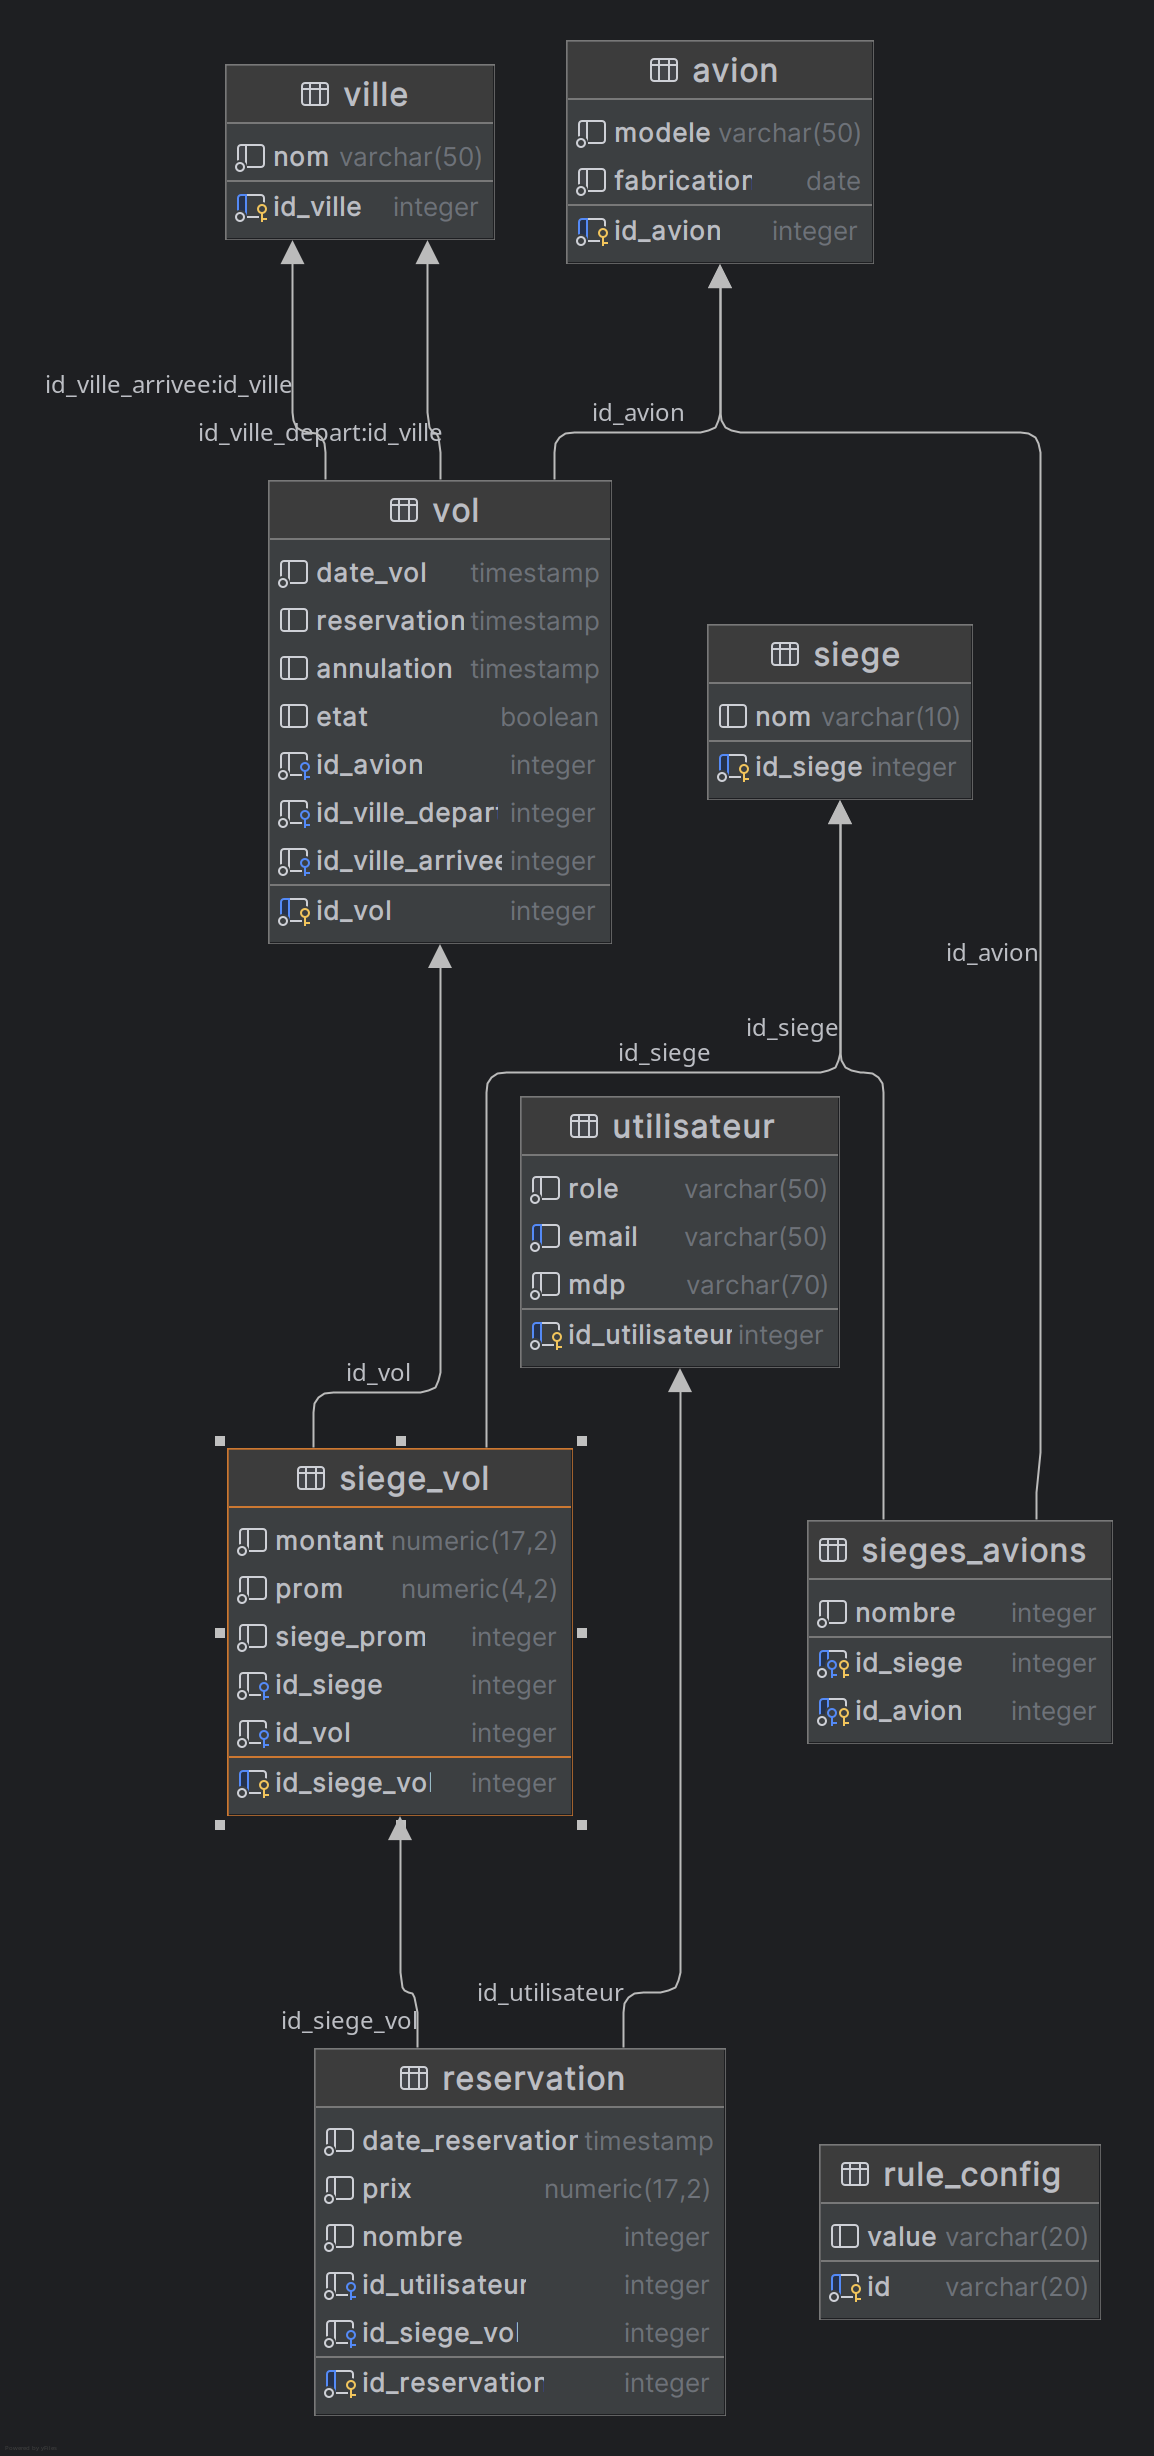 ville
nom varchar(50)
id_ville integer
avion
modele varchar(50)
fabrication date
id_avion integer
id_ville_arrivee:id_ville
id_ville_depart:id_ville
id_avion
vol
date_vol timestamp
reservation timestamp
annulation timestamp
etat boolean
id_avion integer
id_ville_depart integer
id_ville_arrivee integer
id_vol integer
siege
nom varchar(10)
id_siege integer
id_avion
id_siege
id_siege
utilisateur
role varchar(50)
email varchar(50)
mdp varchar(70)
id_utilisateur integer
id_vol
siege_vol
montant numeric(17,2)
prom numeric(4,2)
siege_prom integer
id_siege integer
id_vol integer
id_siege_vol integer
sieges_avions
nombre integer
id_siege integer
id_avion integer
id_utilisateur
id_siege_vol
reservation
date_reservation timestamp
prix numeric(17,2)
nombre integer
id_utilisateur integer
id_siege_vol integer
id_reservation integer
rule_config
value varchar(20)
id varchar(20)